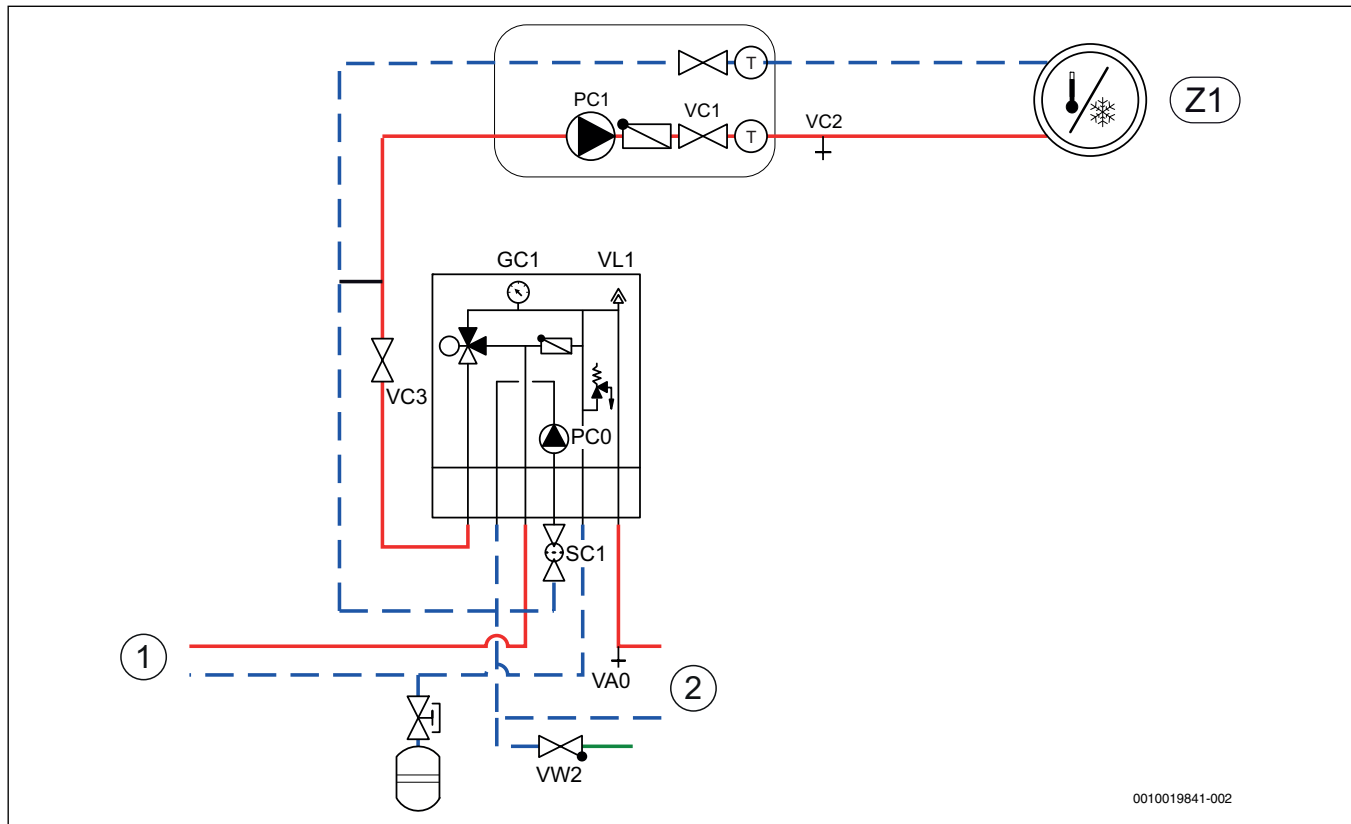 T
PC1
VC1
VC2
T
Z1
GC1
VL1
VC3
PC0
SC1
1
VA0
2
VW2
0010019841-002